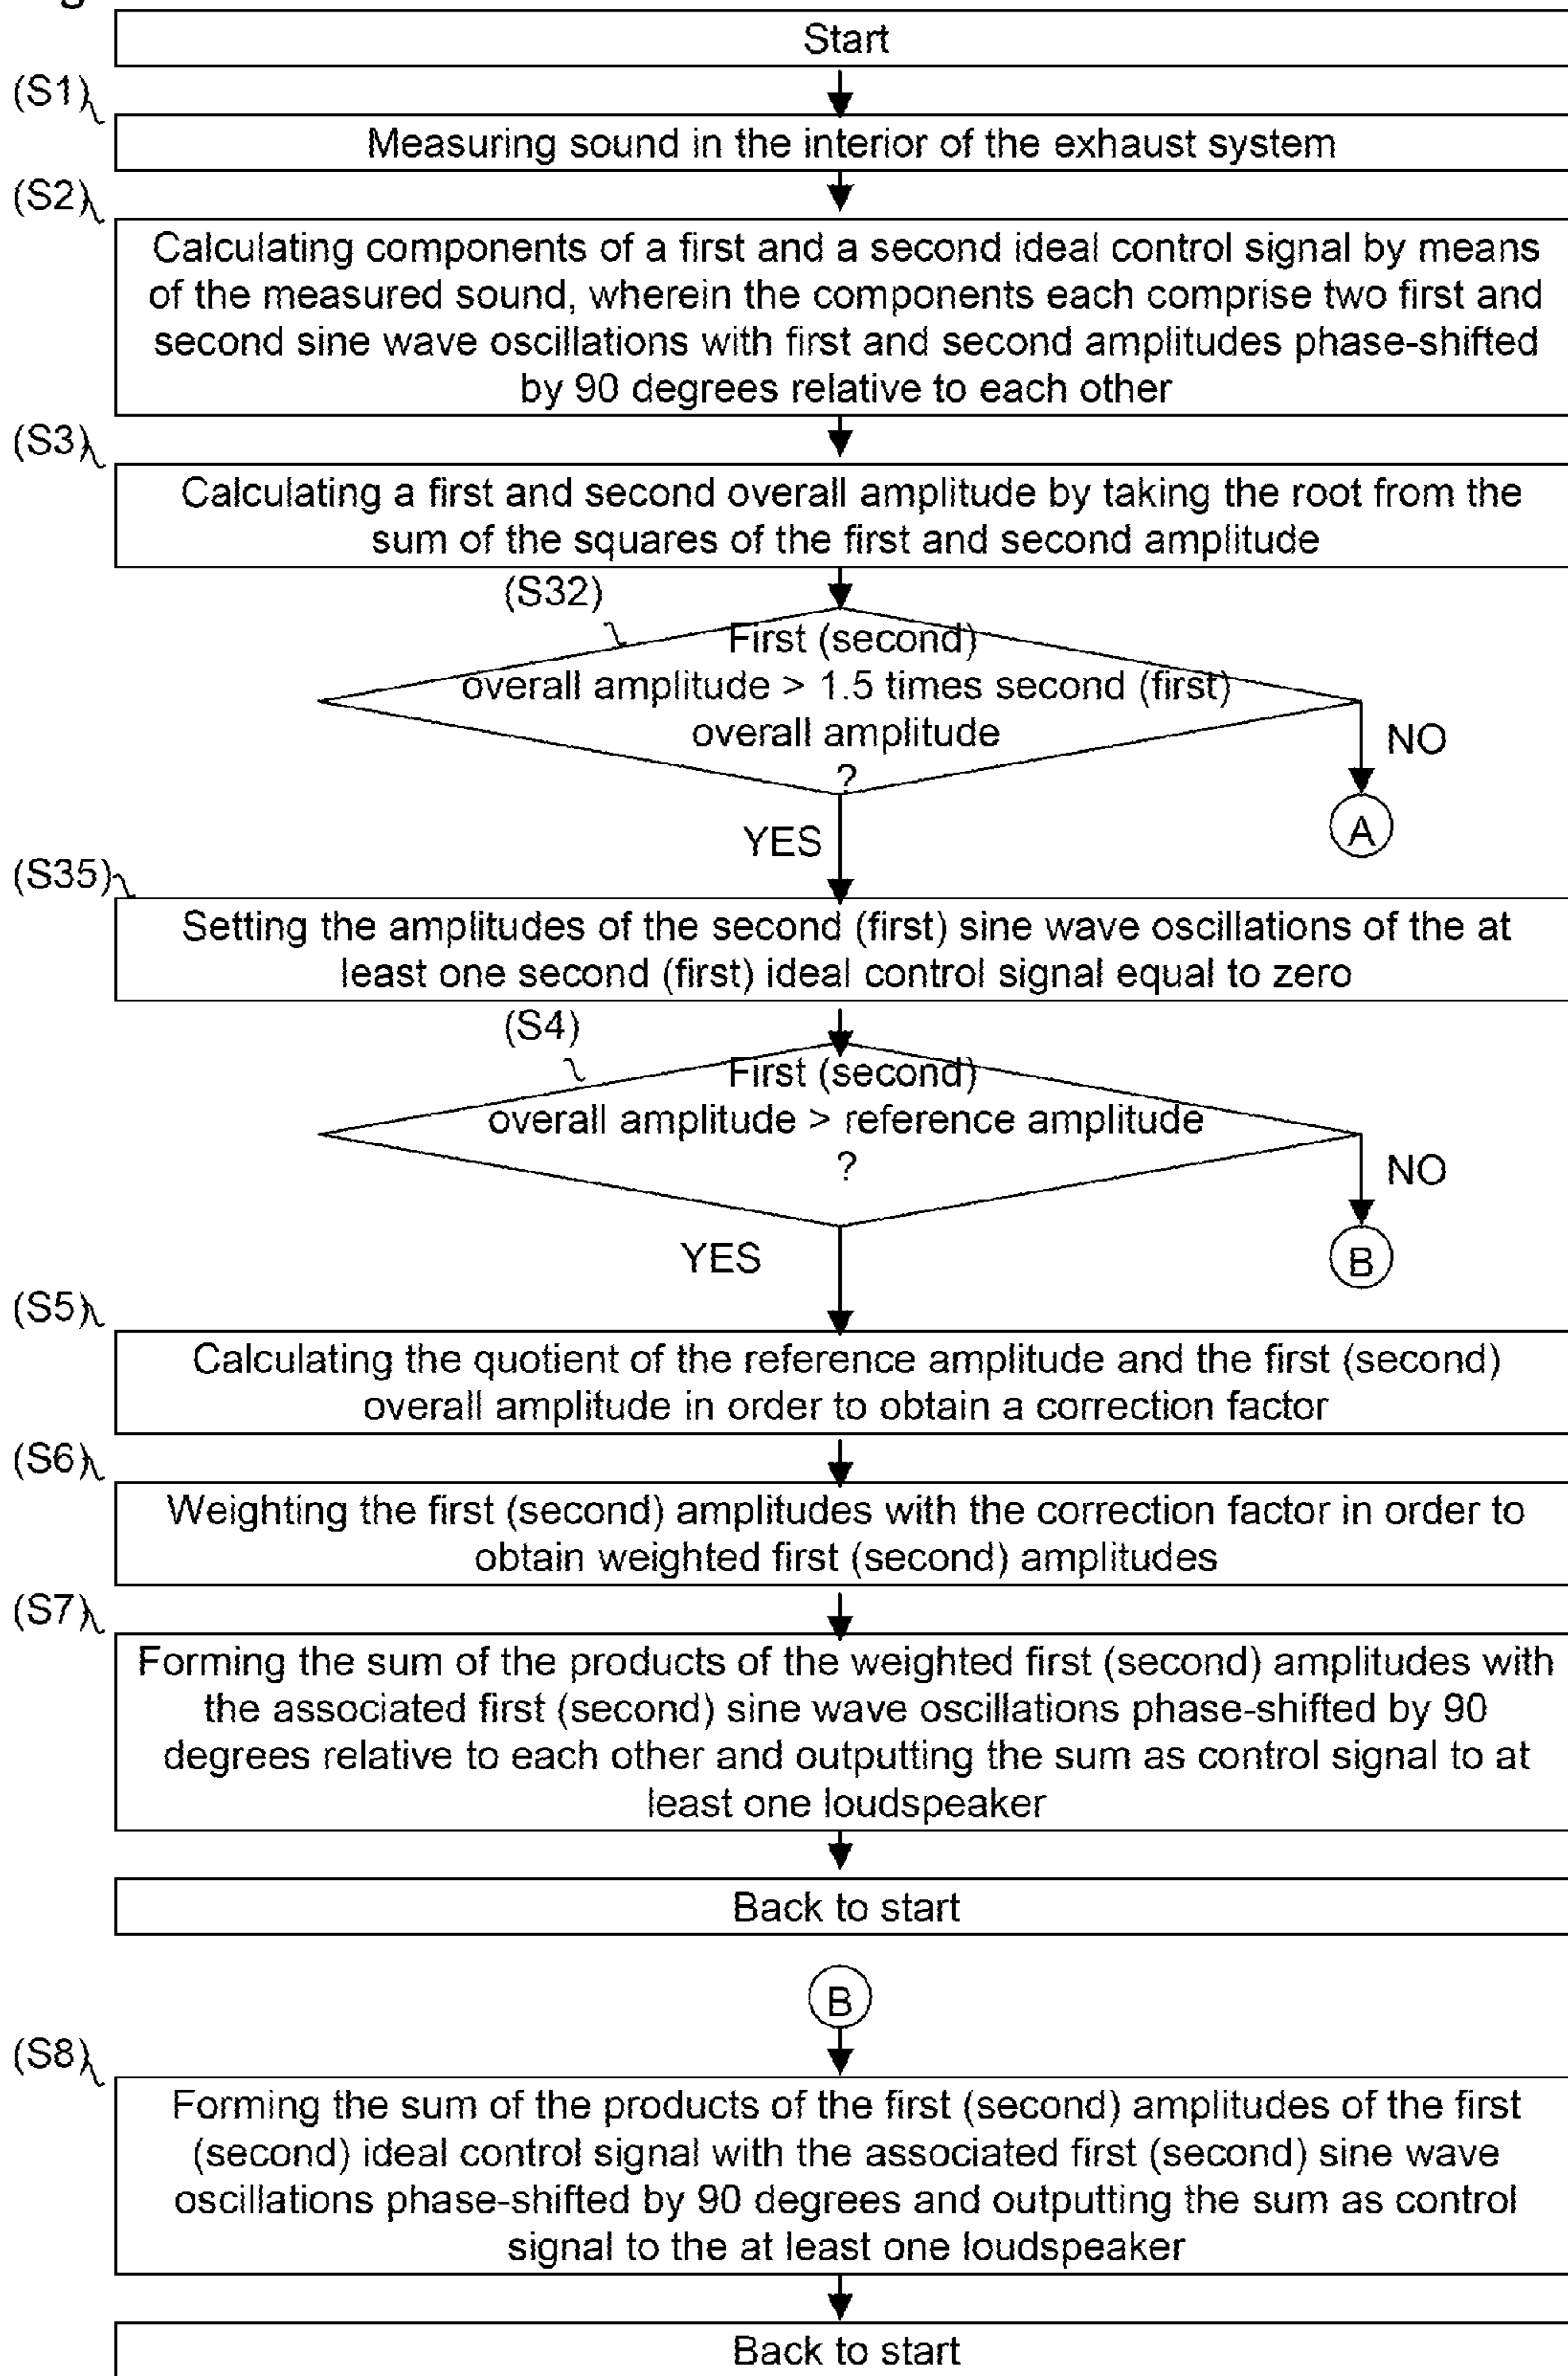 Start
(S1)
Measuring sound in the interior of the exhaust system
(S2)
Calculating components of a first and a second ideal control signal by means
of the measured sound, wherein the components each comprise two first and
second sine wave oscillations with first and second amplitudes phase-shifted
by 90 degrees relative to each other
(S3)
Calculating a first and second overall amplitude by taking the root from the
sum of the squares of the first and second amplitude
(S32)
First (second)
overall amplitude > 1.5 times second (first)
overall amplitude
?
NO
A
YES
(S35)
Setting the amplitudes of the second (first) sine wave oscillations of the at
least one second (first) ideal control signal equal to zero
(S4)
First (second)
overall amplitude > reference amplitude
?
NO
B
YES
(S5)
Calculating the quotient of the reference amplitude and the first (second)
overall amplitude in order to obtain a correction factor
(S6)
Weighting the first (second) amplitudes with the correction factor in order to
obtain weighted first (second) amplitudes
(S7)
Forming the sum of the products of the weighted first (second) amplitudes with
the associated first (second) sine wave oscillations phase-shifted by 90
degrees relative to each other and outputting the sum as control signal to at
least one loudspeaker
Back to start
B
(S8)
Forming the sum of the products of the first (second) amplitudes of the first
(second) ideal control signal with the associated first (second) sine wave
oscillations phase-shifted by 90 degrees and outputting the sum as control
signal to the at least one loudspeaker
Back to start